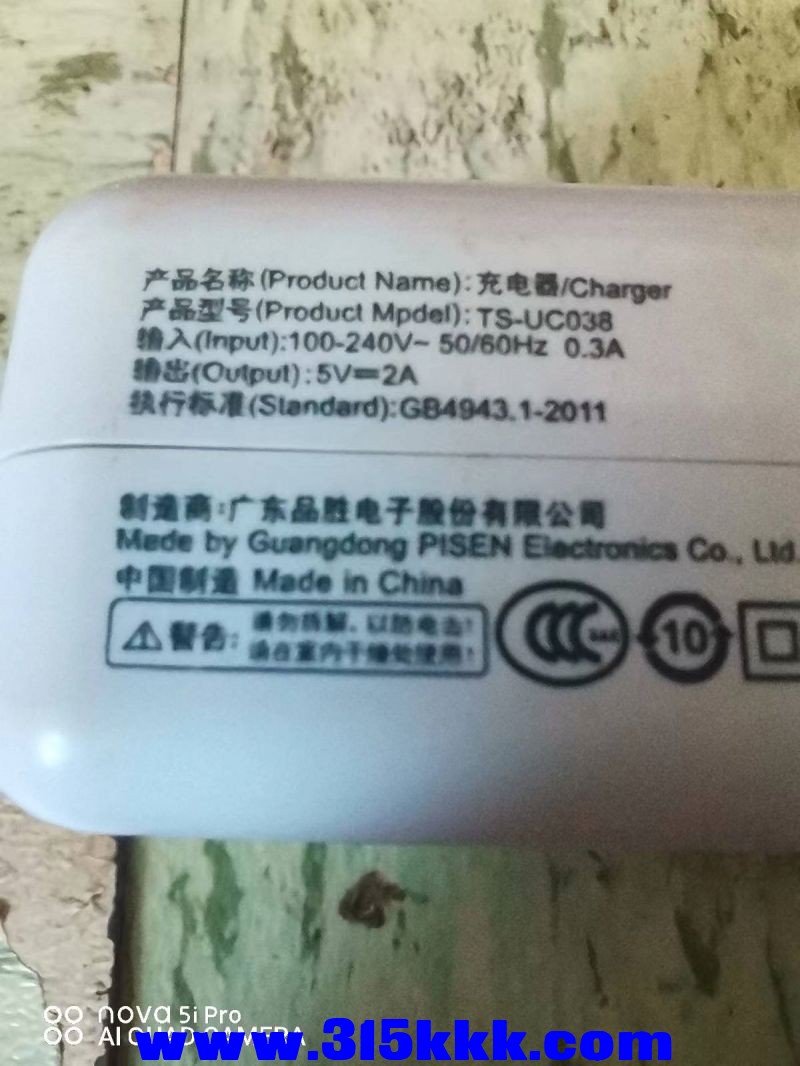 产品名称(Product Name):充电器/Charger
产品型号(Product Mpdel):TS-UC038
输入(Input):100-240V~ 50/60Hz 0.3A
输出(Output):5V⎓2A
执行标准(Standard):GB4943.1-2011
制造商:广东品胜电子股份有限公司
Made by Guangdong PISEN Electronics Co., Ltd.
中国制造 Made in China
警告: 请勿拆解,以防电击!
请在室内干燥处使用!
CCC S&E 10
nova 5i Pro
AI QUAD CAMERA
www.315kkk.com